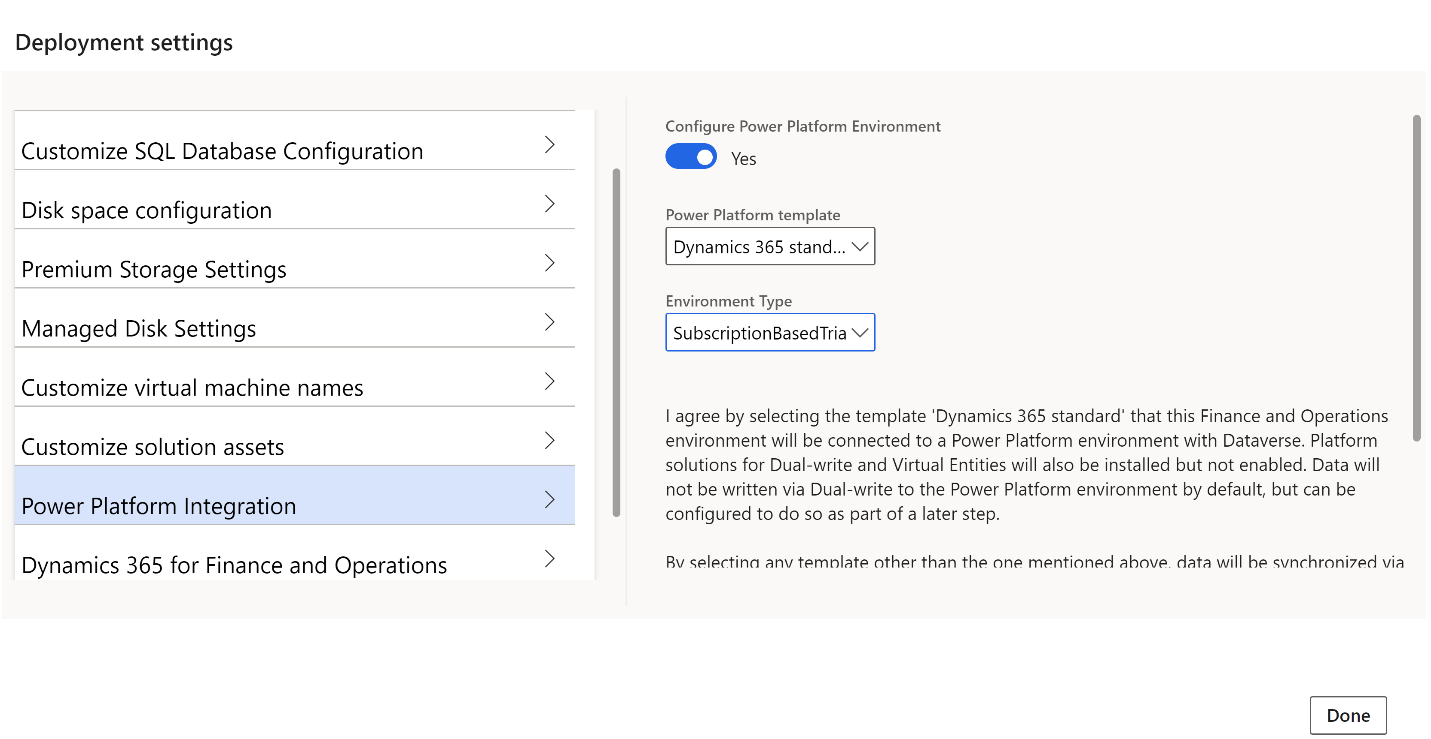 Deployment settings
Customize SQL Database Configuration
Disk space configuration
Premium Storage Settings
Managed Disk Settings
Customize virtual machine names
Customize solution assets
Power Platform Integration
Dynamics 365 for Finance and Operations
Configure Power Platform Environment
Yes
Power Platform template
Dynamics 365 stand...
Environment Type
SubscriptionBasedTria
I agree by selecting the template 'Dynamics 365 standard' that this Finance and Operations
environment will be connected to a Power Platform environment with Dataverse. Platform
solutions for Dual-write and Virtual Entities will also be installed but not enabled. Data will
not be written via Dual-write to the Power Platform environment by default, but can be
configured to do so as part of a later step.
By selecting any template other than the one mentioned above, data will be synchronized via
Done